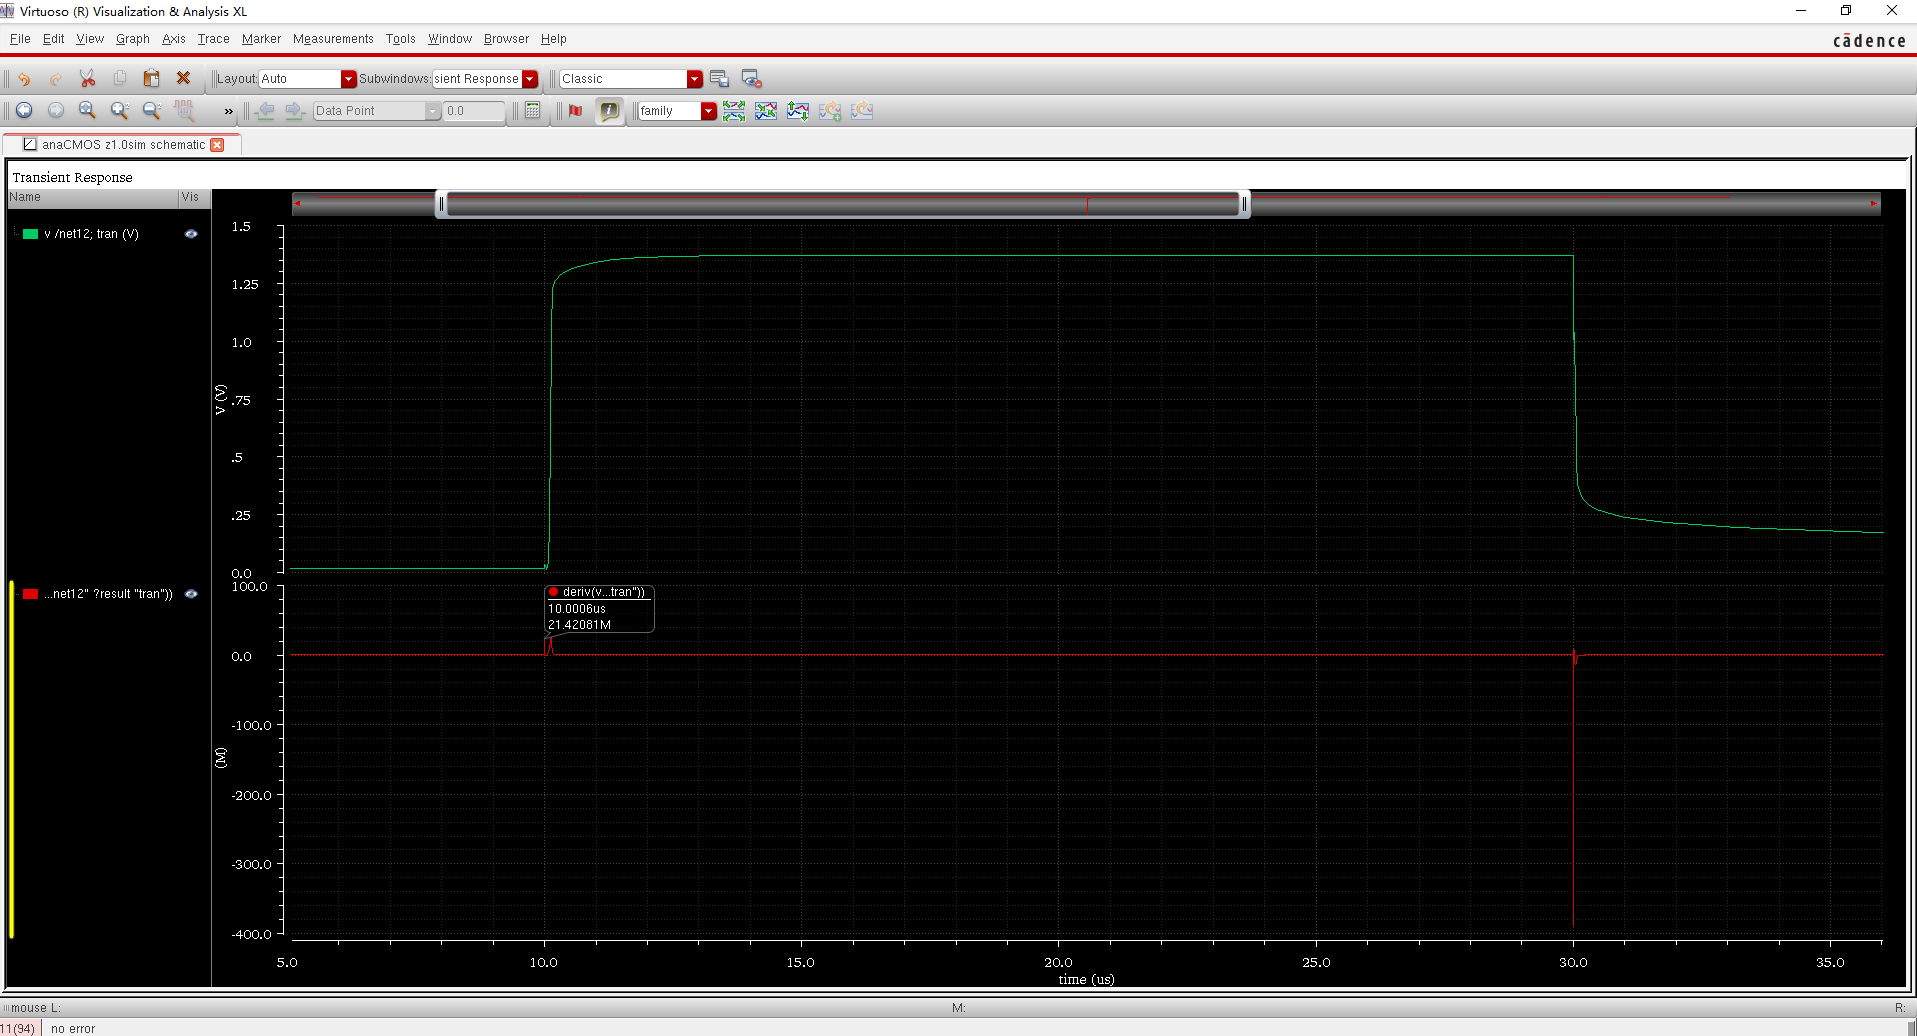 Virtuoso (R) Visualization & Analysis XL
File Edit View Graph Axis Trace Marker Measurements Tools Window Browser Help
cādence
Layout: Auto Subwindows: sient Response Classic
» Data Point 0.0 family
anaCMOS z1.0sim schematic
Transient Response
Name Vis
v /net12; tran (V)
1.5
1.25
1.0
.75
.5
.25
0.0
V (V)
...net12" ?result "tran"))
100.0
0.0
-100.0
-200.0
-300.0
-400.0
(M)
deriv(v...tran"))
10.0006us
21.42081M
5.0 10.0 15.0 20.0 25.0 30.0 35.0
time (us)
mouse L: M: R:
11(94) no error